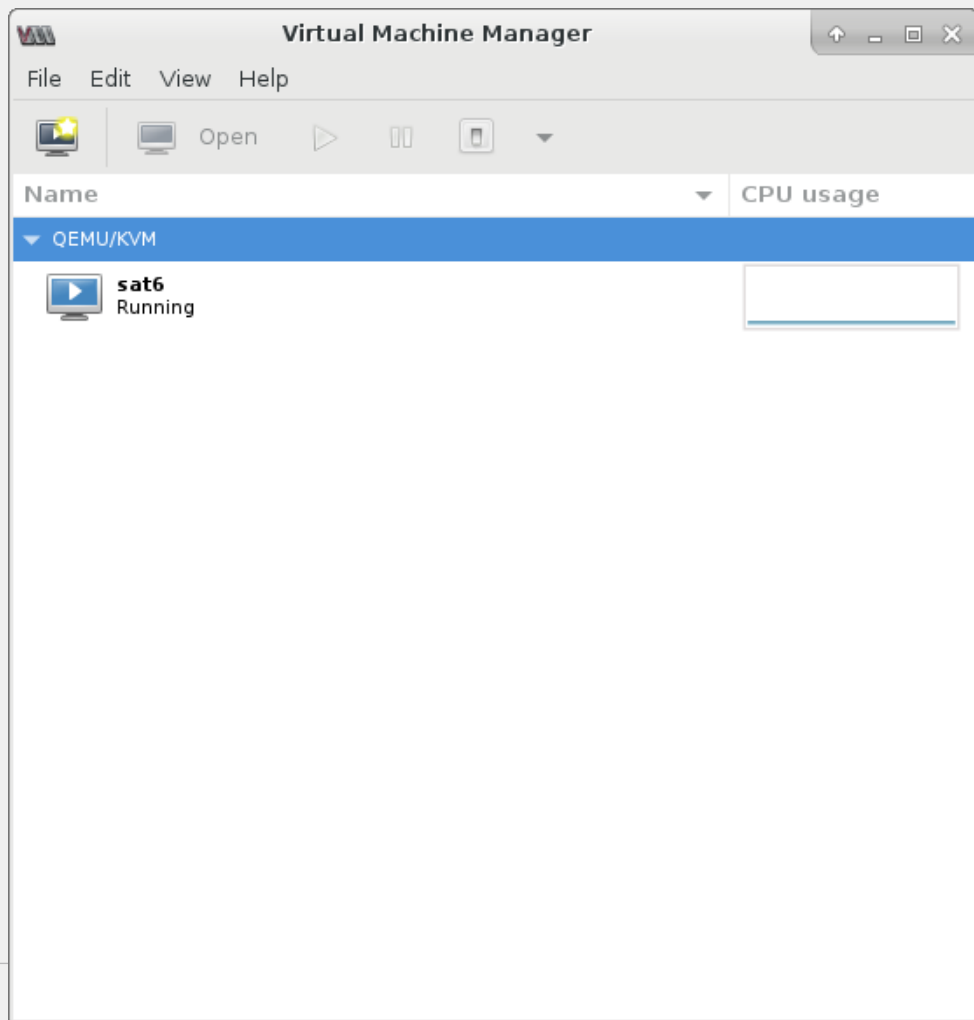 Virtual Machine Manager
File Edit View Help
Open
Name CPU usage
QEMU/KVM
sat6
Running